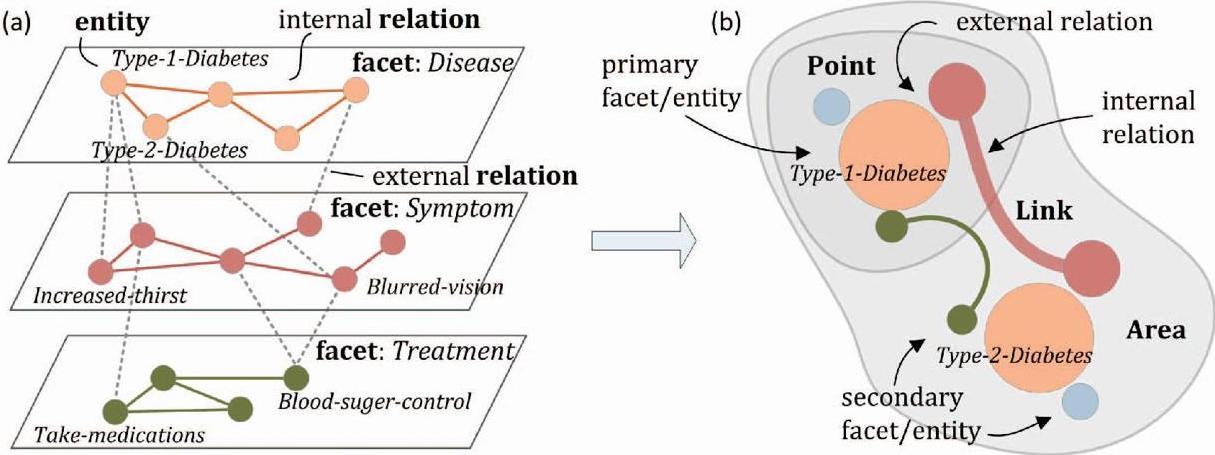 (a)
entity
internal relation
Type-1-Diabetes
facet: Disease
Type-2-Diabetes
external relation
facet: Symptom
Increased-thirst
Blurred-vision
facet: Treatment
Blood-suger-control
Take-medications
(b)
external relation
primary
facet/entity
Point
internal
relation
Type-1-Diabetes
Link
Area
Type-2-Diabetes
secondary
facet/entity